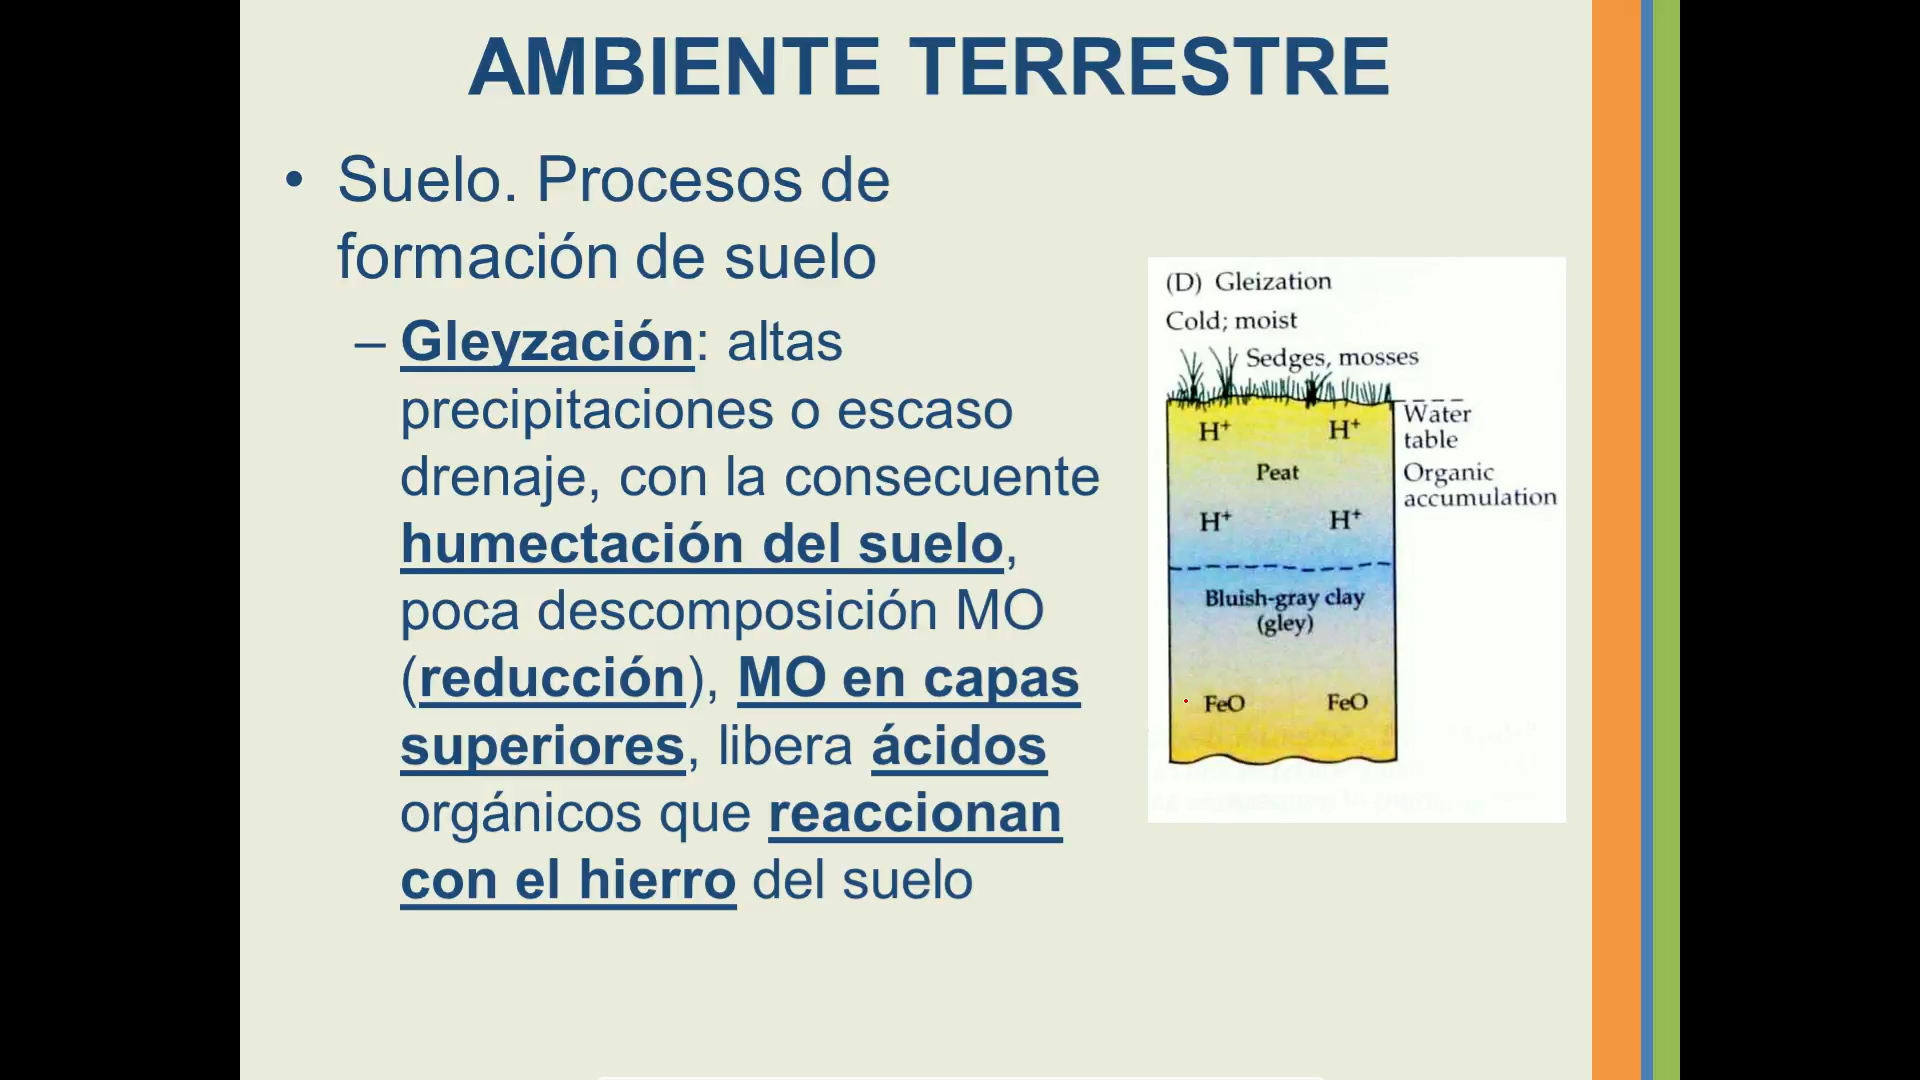 AMBIENTE TERRESTRE
• Suelo. Procesos de
formación de suelo
– Gleyzación: altas
precipitaciones o escaso
drenaje, con la consecuente
humectación del suelo,
poca descomposición MO
(reducción), MO en capas
superiores, libera ácidos
orgánicos que reaccionan
con el hierro del suelo
(D) Gleization
Cold; moist
Sedges, mosses
Water
table
H⁺ H⁺
Peat
Organic
accumulation
H⁺ H⁺
Bluish-gray clay
(gley)
FeO FeO